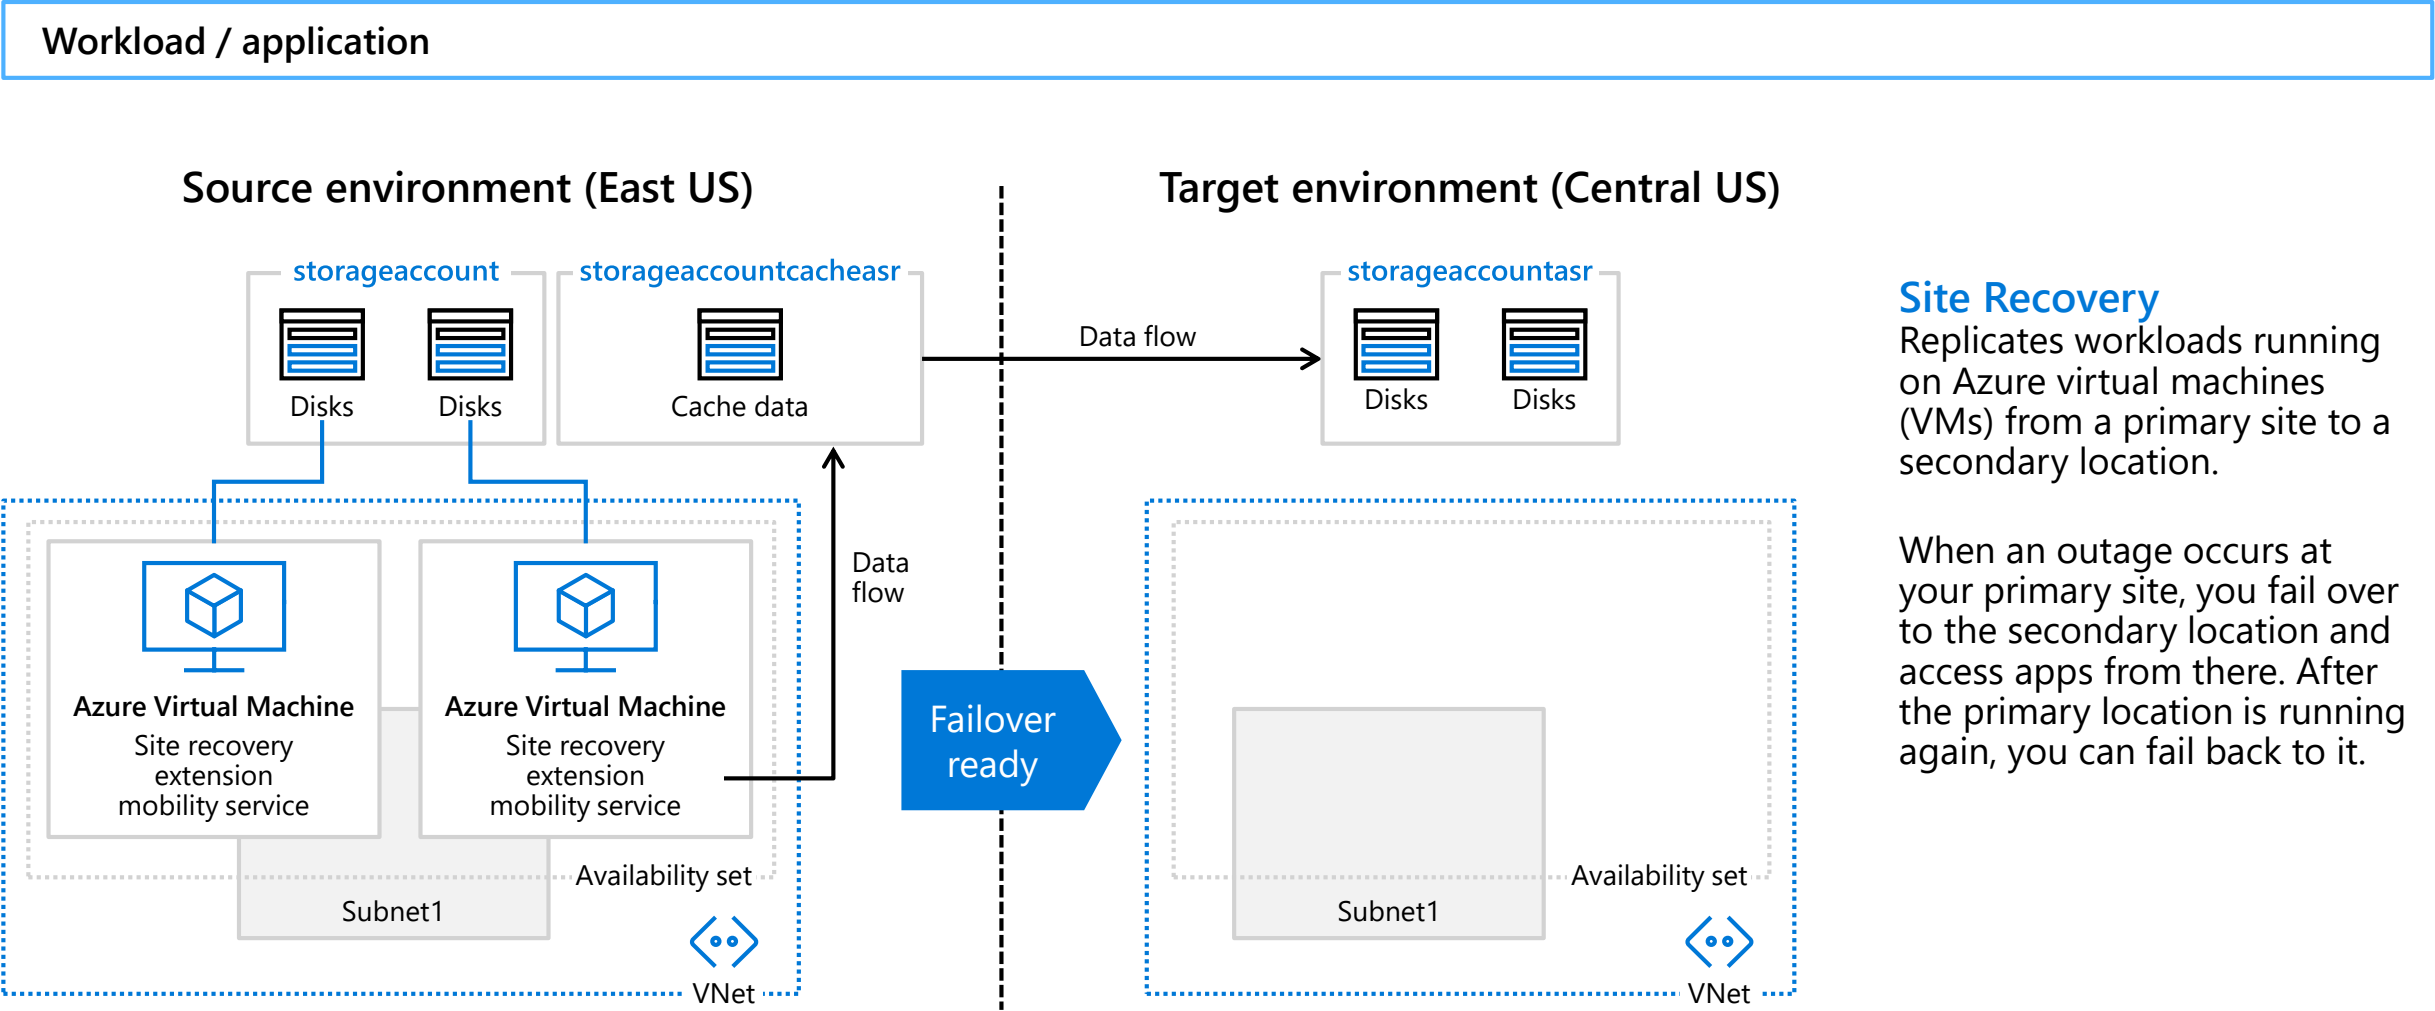 Workload / application
Source environment (East US)
Target environment (Central US)
storageaccount
storageaccountcacheasr
storageaccountasr
Disks
Disks
Cache data
Data flow
Disks
Disks
Data
flow
Azure Virtual Machine
Site recovery
extension
mobility service
Azure Virtual Machine
Site recovery
extension
mobility service
Availability set
Subnet1
VNet
Failover
ready
Availability set
Subnet1
VNet
Site Recovery
Replicates workloads running
on Azure virtual machines
(VMs) from a primary site to a
secondary location.
When an outage occurs at
your primary site, you fail over
to the secondary location and
access apps from there. After
the primary location is running
again, you can fail back to it.